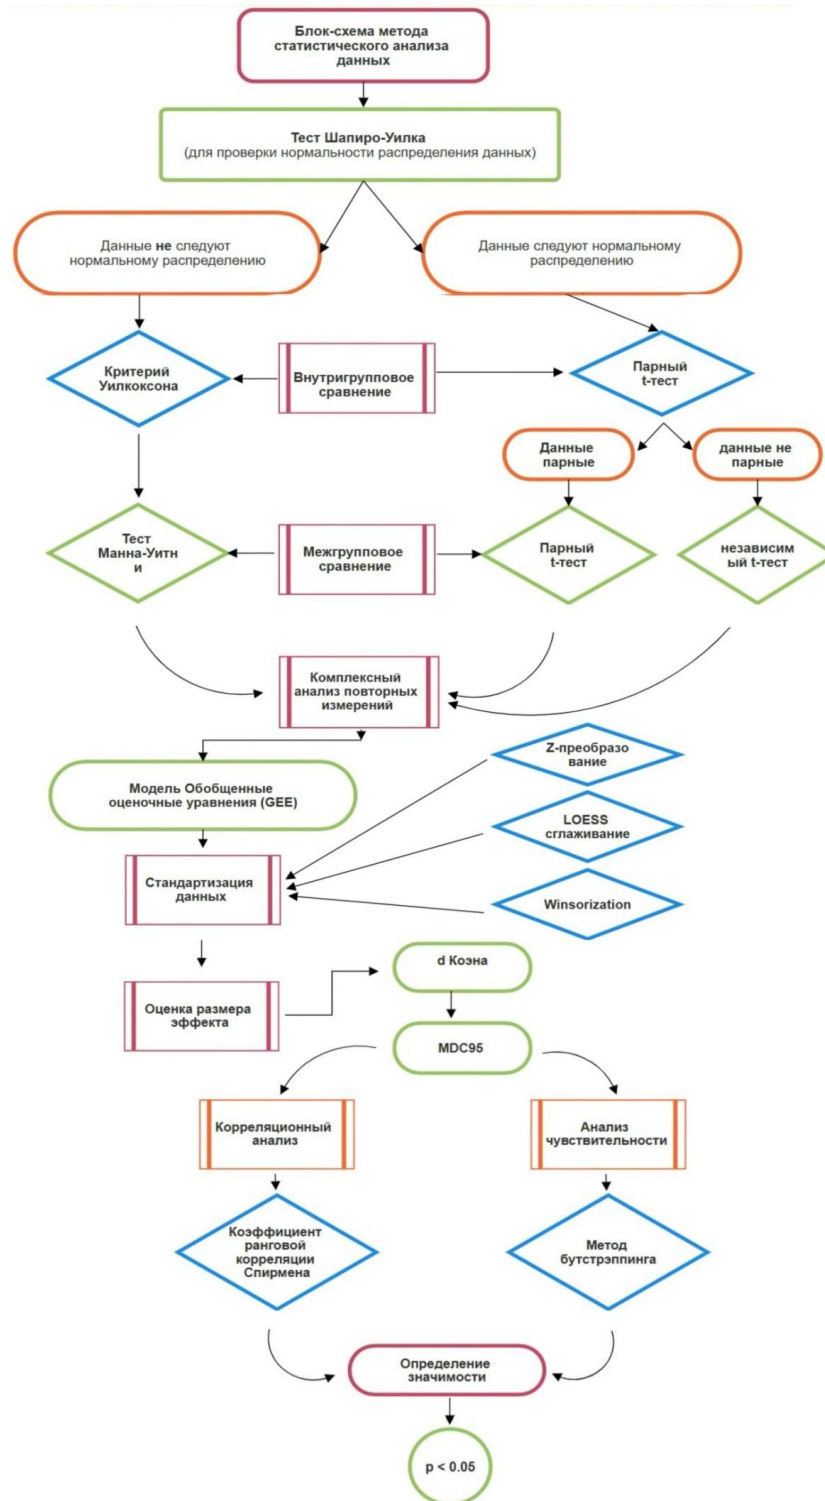 Блок-схема метода
статистического анализа
данных
Тест Шапиро-Уилка
(для проверки нормальности распределения данных)
Данные не следуют
нормальному распределению
Данные следуют нормальному
распределению
Критерий
Уилкоксона
Внутригрупповое
сравнение
Парный
t-тест
Данные
парные
данные не
парные
Тест
Манна-Уитн
и
Межгрупповое
сравнение
Парный
t-тест
независим
ый t-тест
Комплексный
анализ повторных
измерений
Z-преобразо
вание
Модель Обобщенные
оценочные уравнения (GEE)
LOESS
сглаживание
Стандартизация
данных
Winsorization
d Коэна
Оценка размера
эффекта
MDC95
Корреляционный
анализ
Анализ
чувствительности
Коэффициент
ранговой
корреляции
Спирмена
Метод
бутстрэппинга
Определение
значимости
p < 0.05